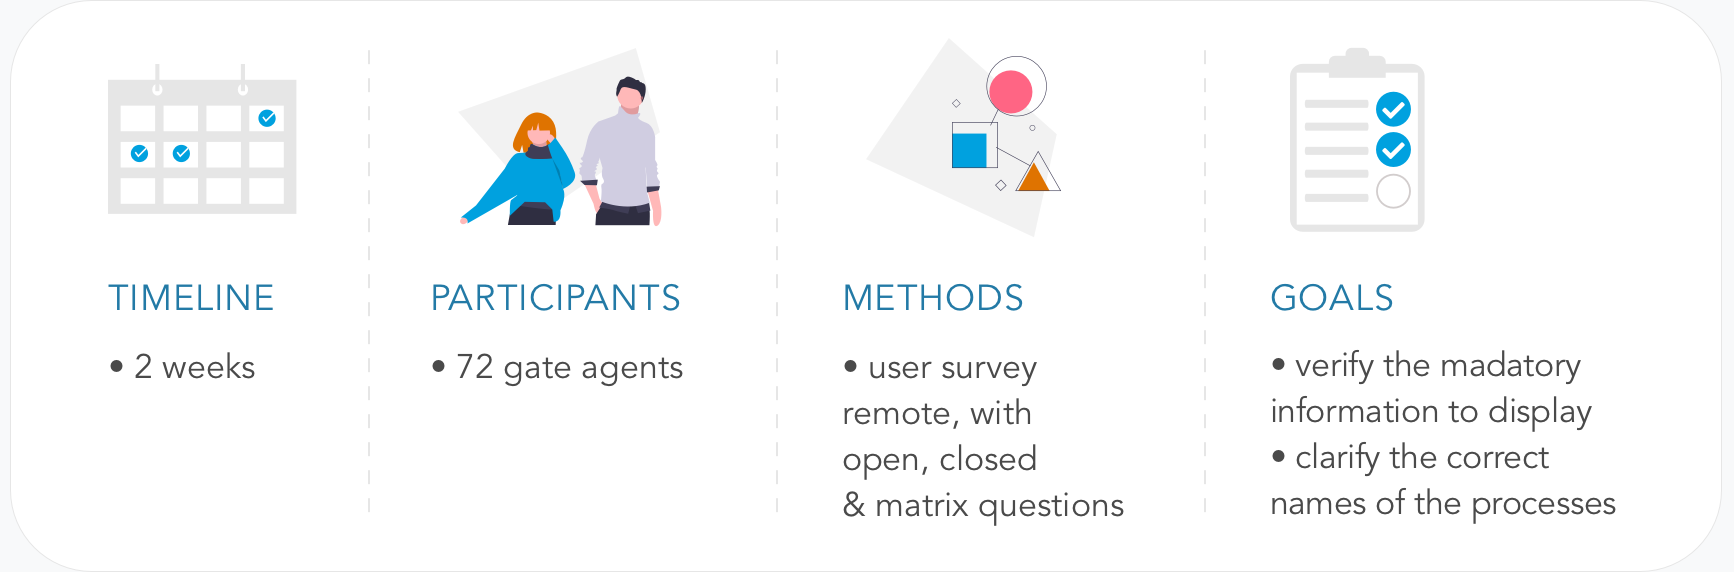 TIMELINE
• 2 weeks
PARTICIPANTS
• 72 gate agents
METHODS
• user survey
remote, with
open, closed
& matrix questions
GOALS
• verify the madatory
information to display
• clarify the correct
names of the processes